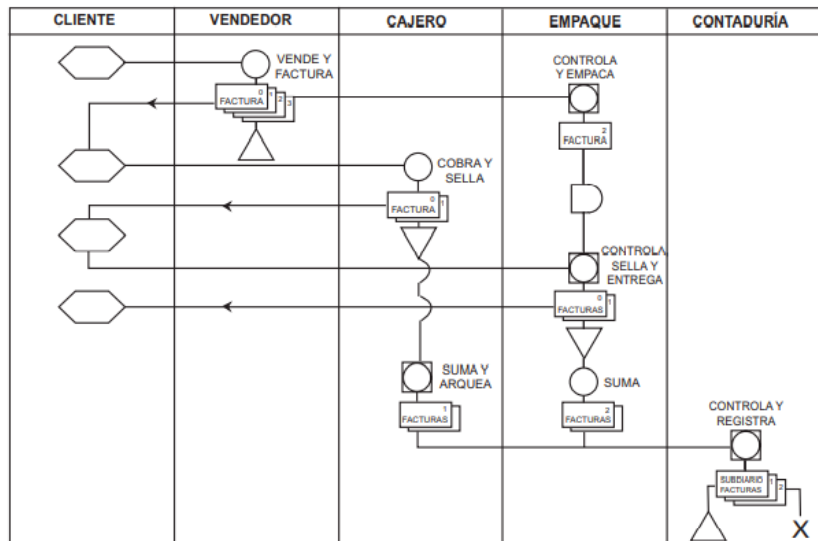 CLIENTE
VENDEDOR
CAJERO
EMPAQUE
CONTADURÍA
VENDE Y
FACTURA
0
FACTURA
1
2
3
CONTROLA
Y EMPACA
2
FACTURA
COBRA Y
SELLA
0
FACTURA
1
CONTROLA,
SELLA Y
ENTREGA
0
FACTURAS
1
SUMA Y
ARQUEA
1
FACTURAS
SUMA
2
FACTURAS
CONTROLA Y
REGISTRA
SUBDIARIO
FACTURAS
1
2
X